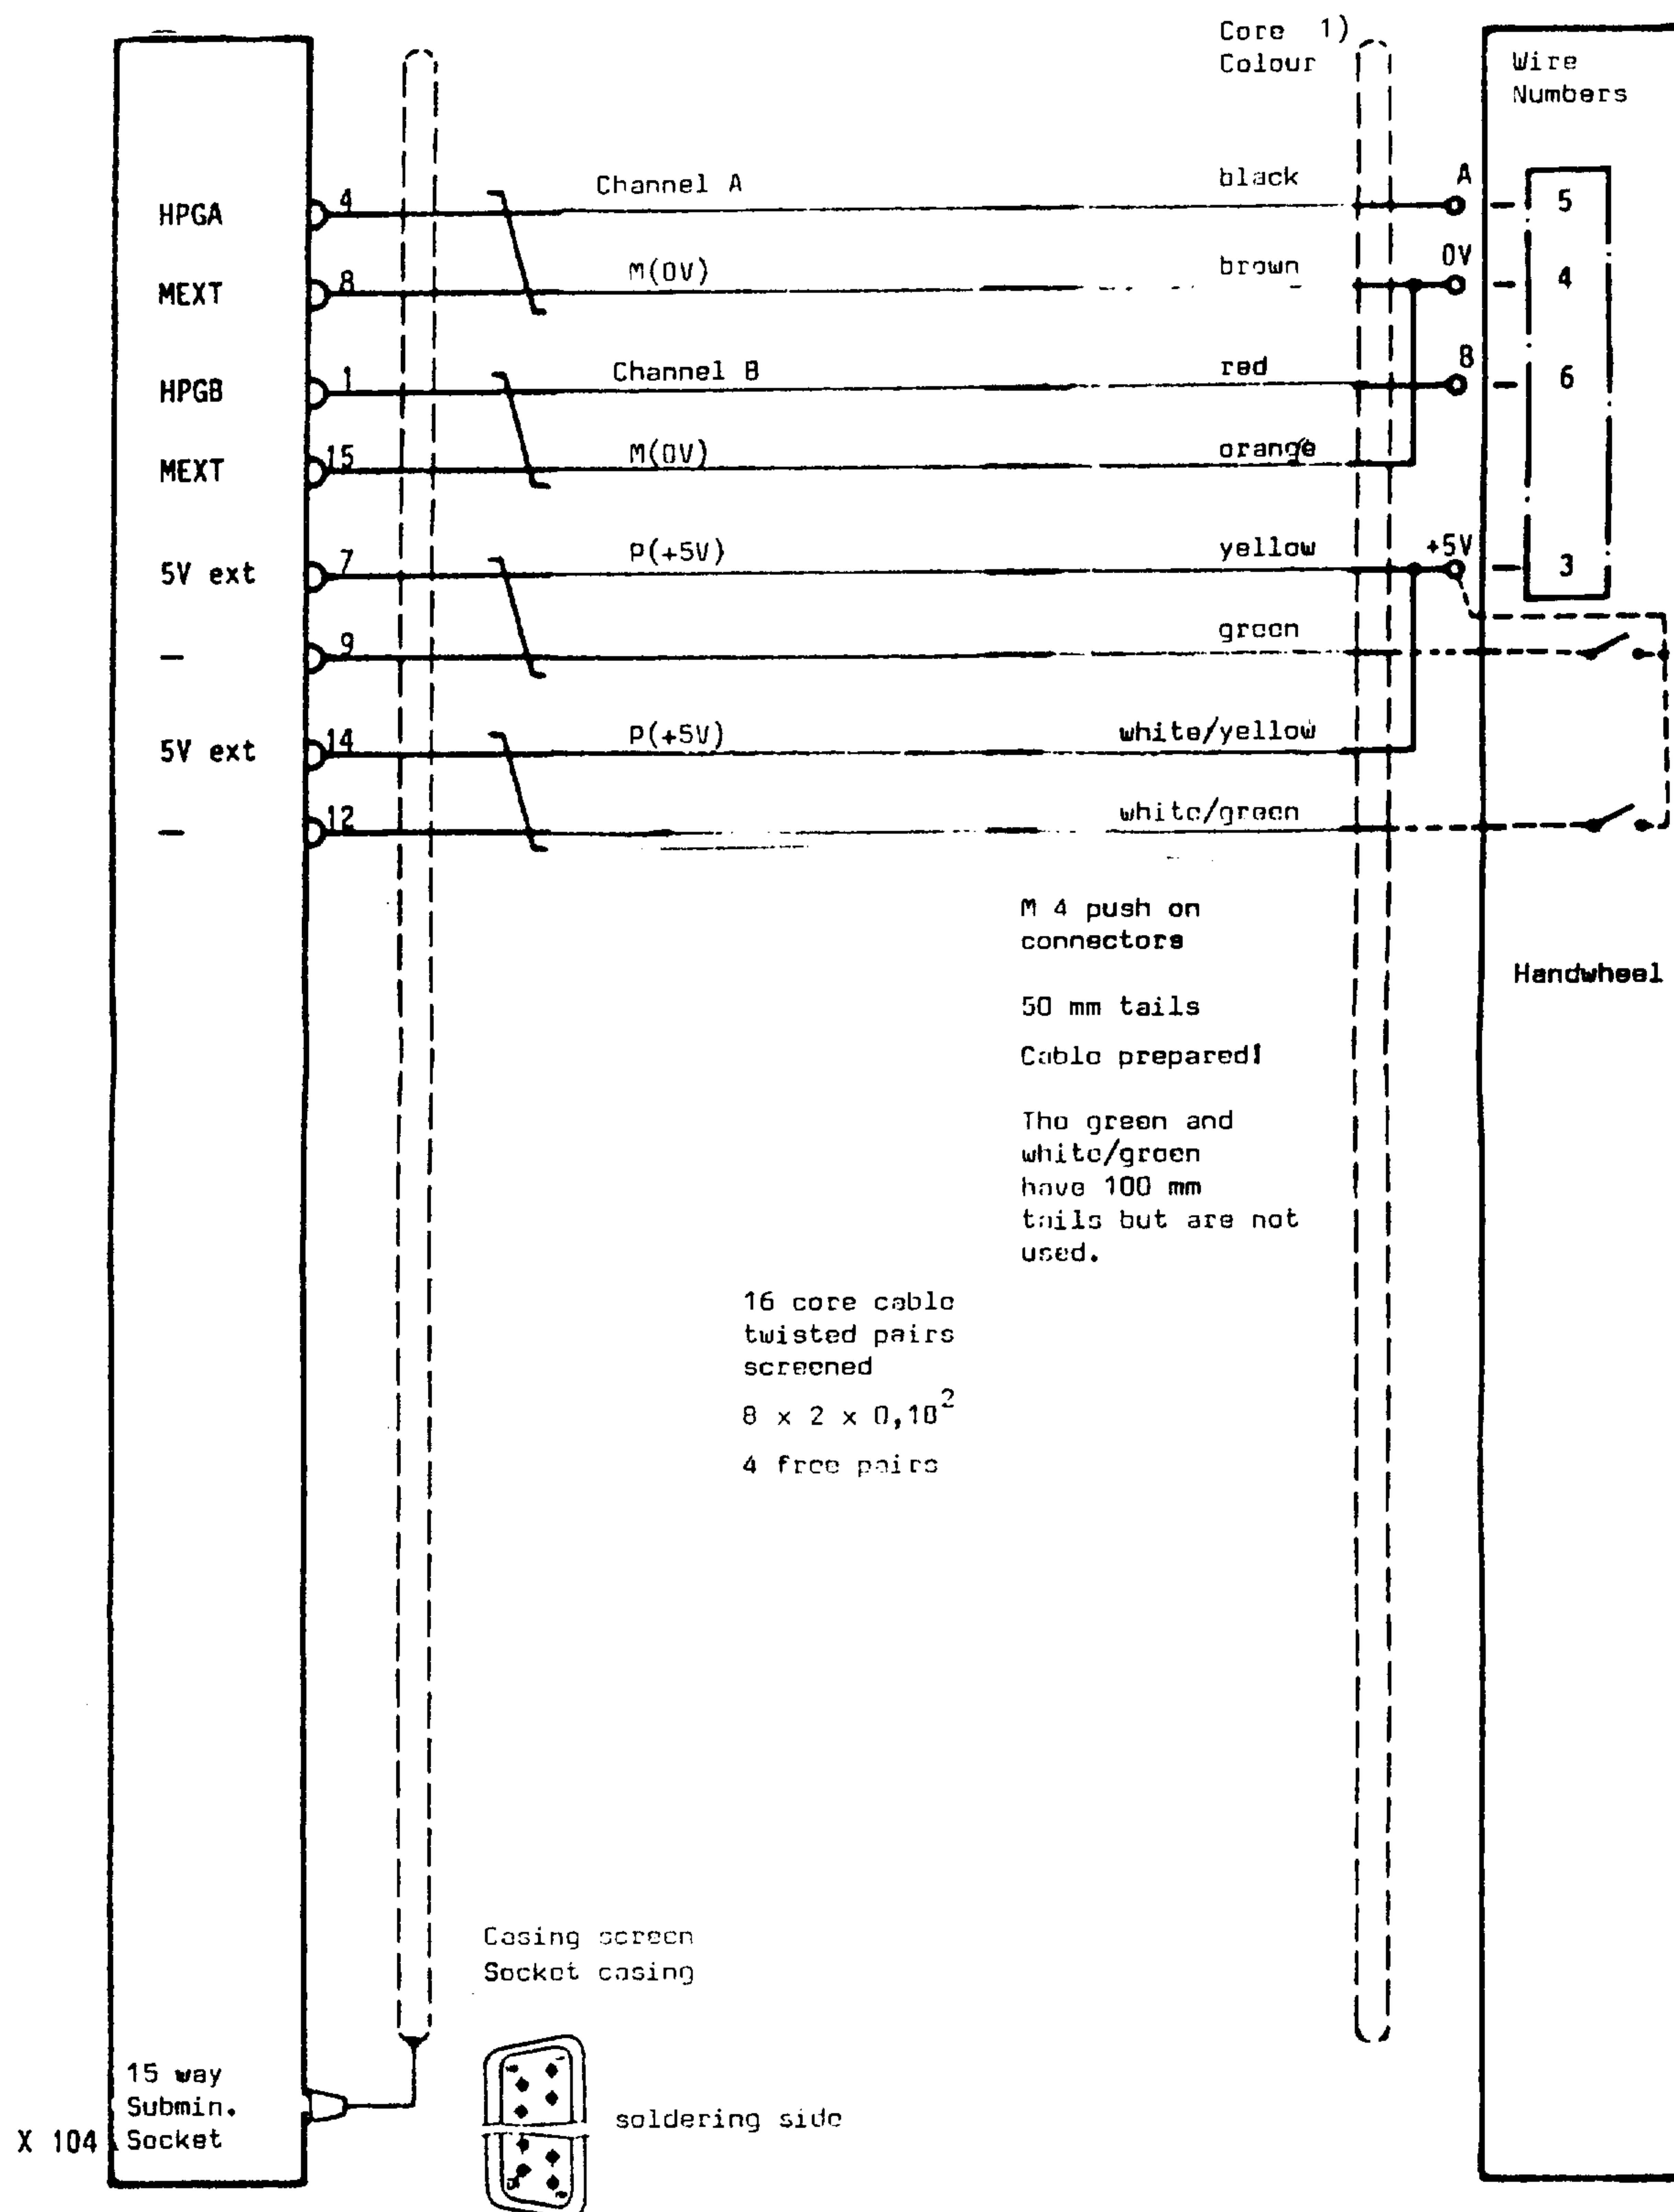 Core 1)
Colour
Wire
Numbers
HPGA 4 Channel A black A 5
MEXT 8 M(0V) brown 0V 4
HPGB 1 Channel B red B 6
MEXT 15 M(0V) orange
5V ext 7 P(+5V) yellow +5V 3
— 9 green
5V ext 14 P(+5V) white/yellow
— 12 white/green
M 4 push on
connectors
Handwheel
50 mm tails
Cable prepared!
The green and
white/green
have 100 mm
tails but are not
used.
16 core cable
twisted pairs
screened
8 x 2 x 0,18²
4 free pairs
Casing screen
Socket casing
15 way
Submin.
X 104 Socket
soldering side